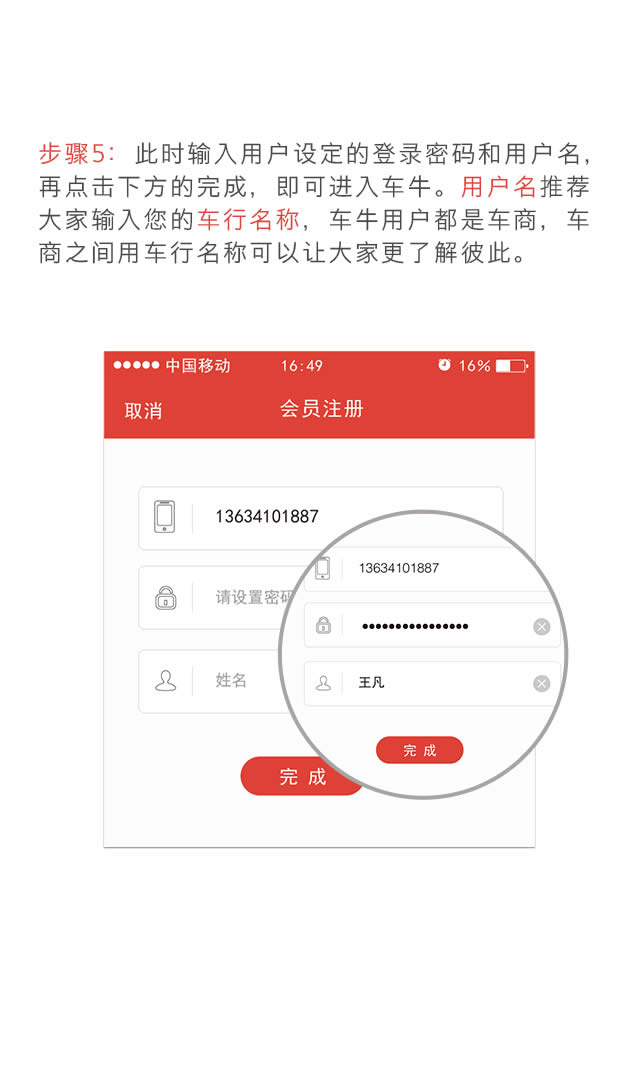 步骤5：此时输入用户设定的登录密码和用户名，
再点击下方的完成，即可进入车牛。用户名推荐
大家输入您的车行名称，车牛用户都是车商，车
商之间用车行名称可以让大家更了解彼此。
中国移动 16:49 16%
取消 会员注册
13634101887
请设置密码
姓名
完成
13634101887
••••••••••••••••
王凡
完成